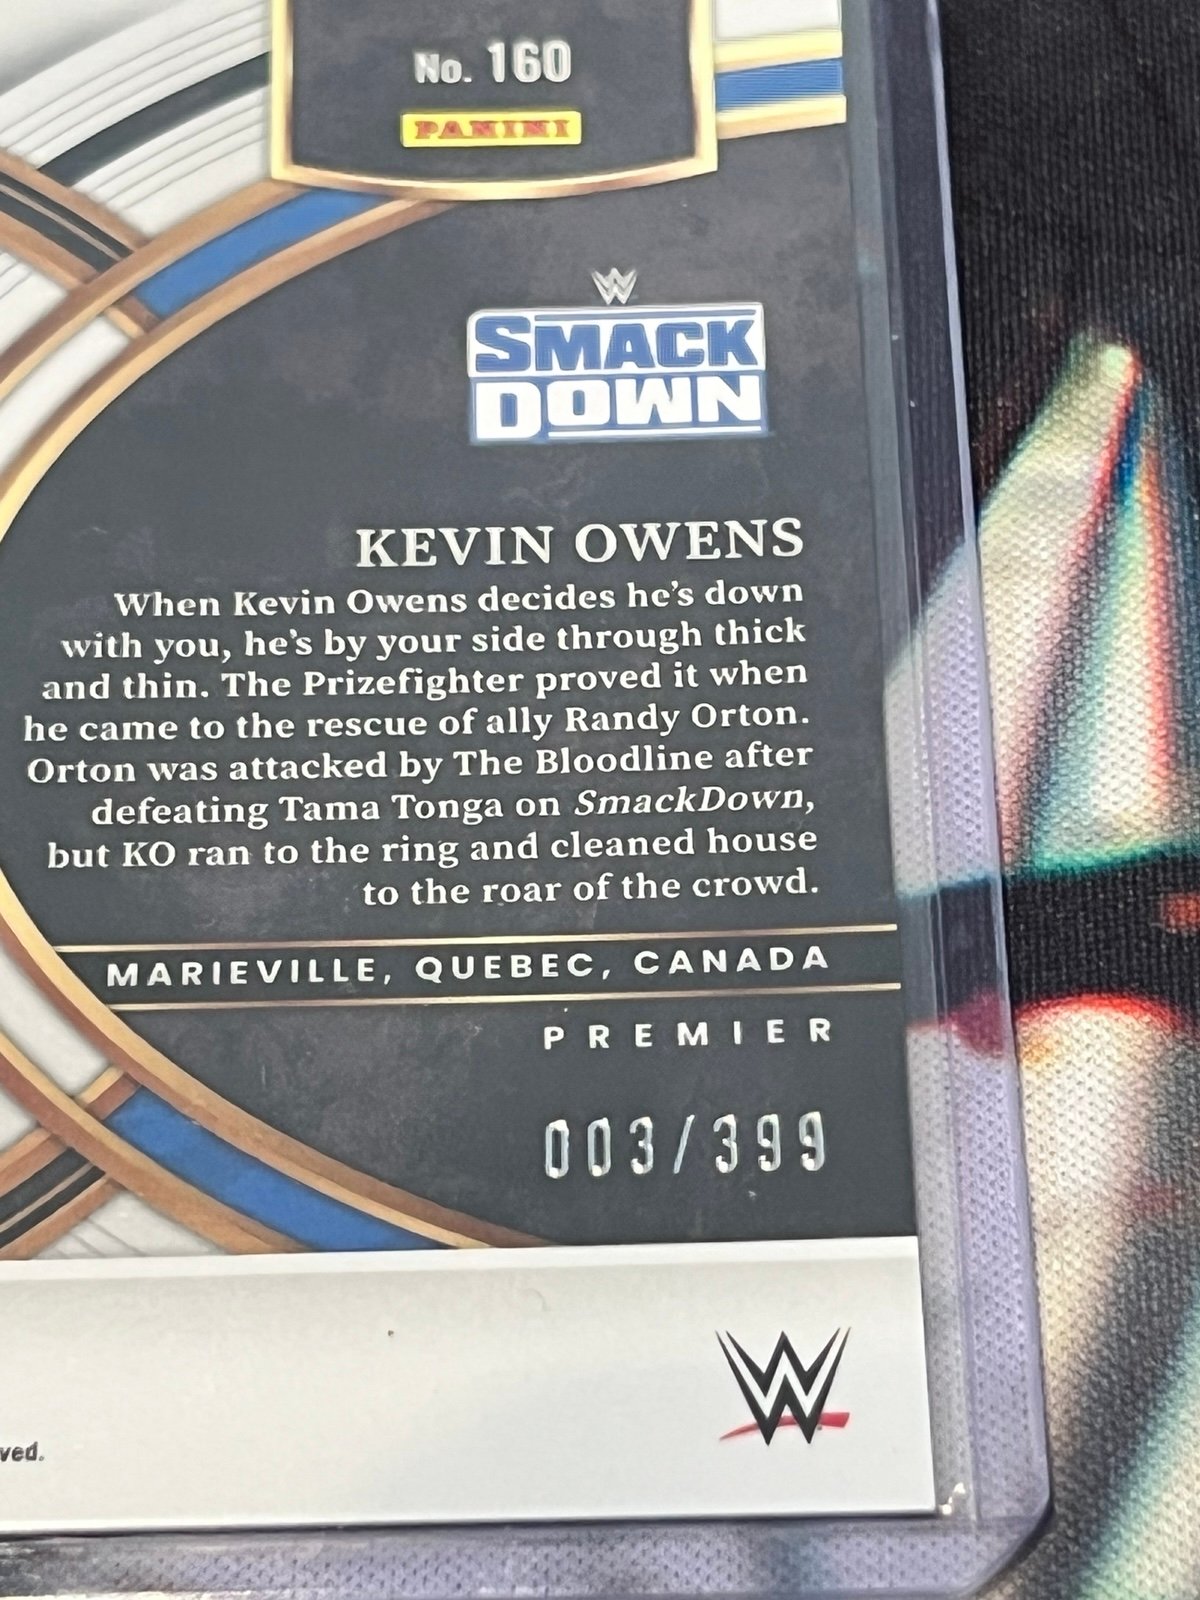 No. 160
PANINI
W
SMACK
DOWN
KEVIN OWENS
When Kevin Owens decides he's down
with you, he's by your side through thick
and thin. The Prizefighter proved it when
he came to the rescue of ally Randy Orton.
Orton was attacked by The Bloodline after
defeating Tama Tonga on SmackDown,
but KO ran to the ring and cleaned house
to the roar of the crowd.
MARIEVILLE, QUEBEC, CANADA
PREMIER
003/399
W
ved.